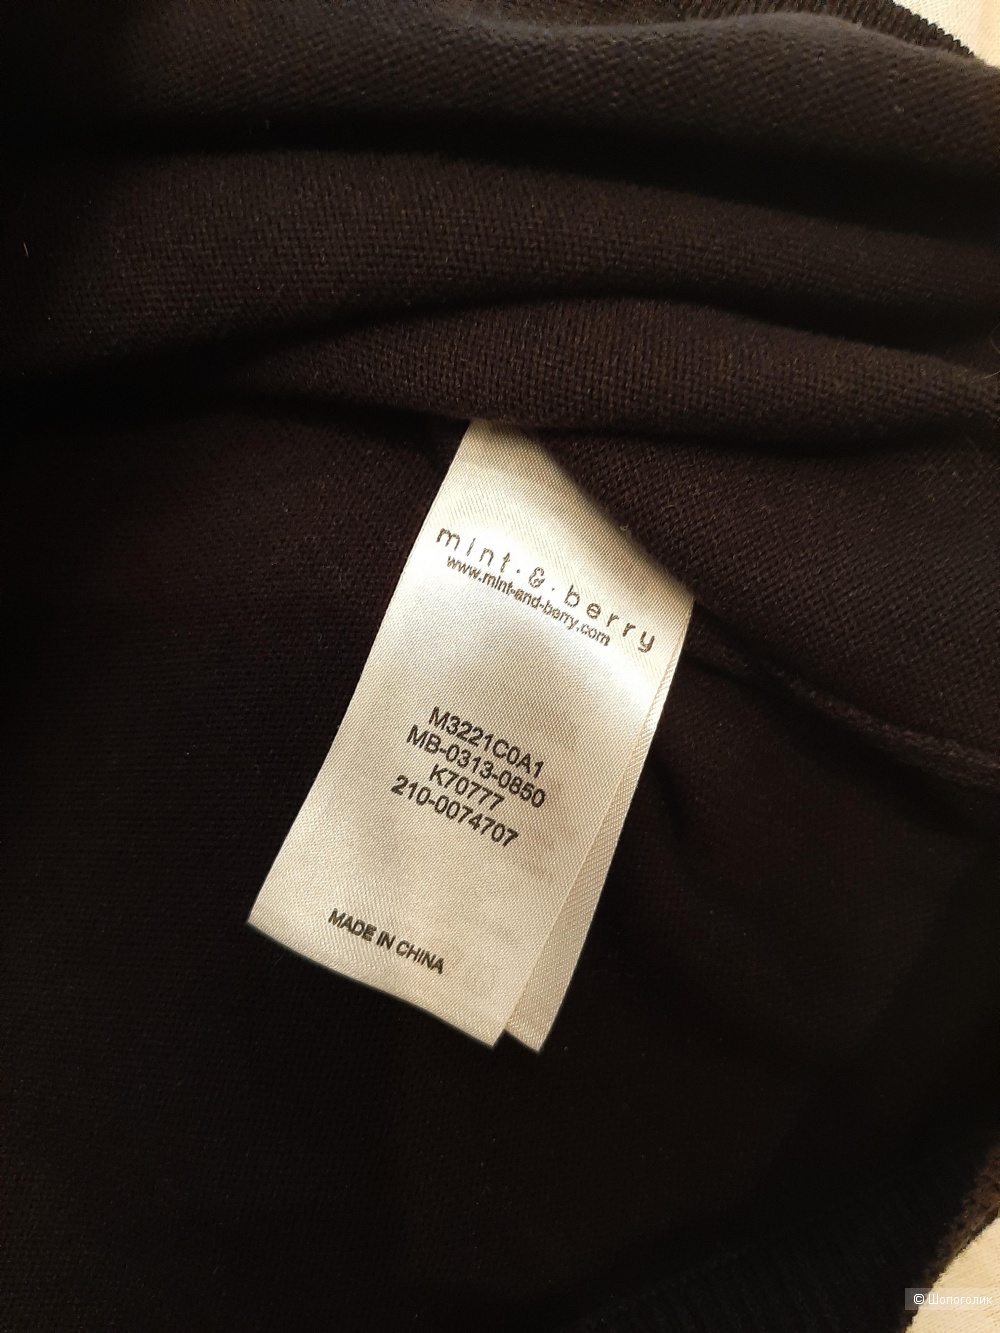 mint.&.berry
www.mint-and-berry.com
M3221C0A1
MB-0313-0850
K70777
210-0074707
MADE IN CHINA
© Шопоголик